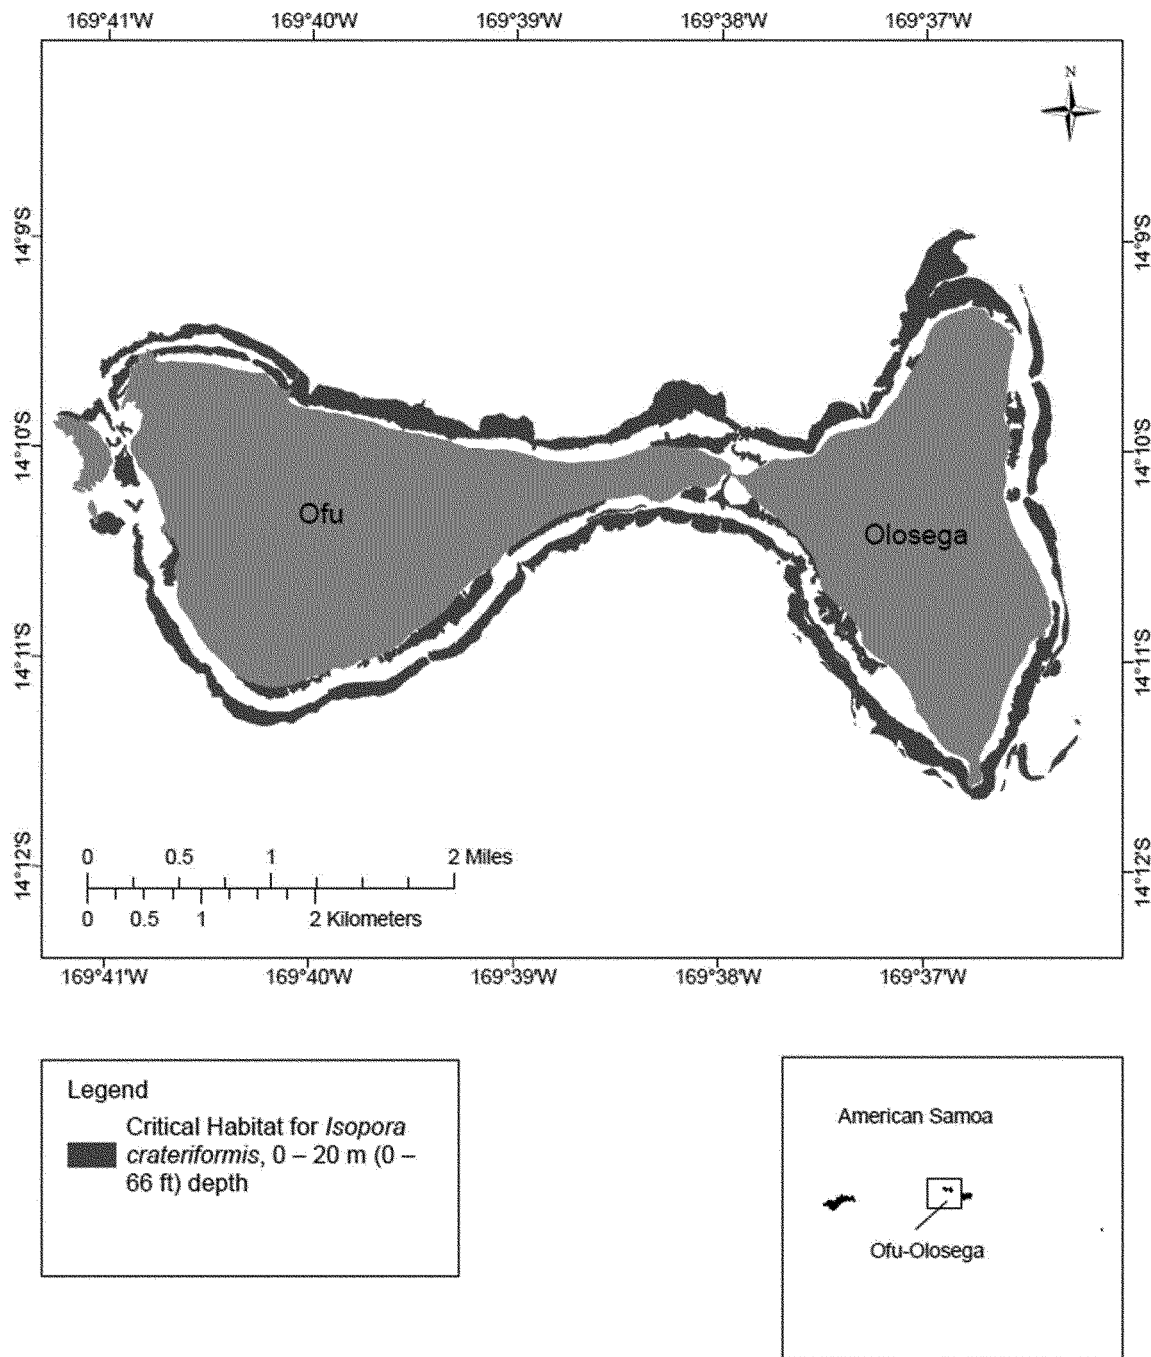 169°41'W 169°40'W 169°39'W 169°38'W 169°37'W
N
14°9'S 14°9'S
14°10'S 14°10'S
Ofu
Olosega
14°11'S 14°11'S
0 0.5 1 2 Miles
14°12'S 14°12'S
0 0.5 1 2 Kilometers
169°41'W 169°40'W 169°39'W 169°38'W 169°37'W
Legend
Critical Habitat for Isopora
crateriformis, 0 – 20 m (0 –
66 ft) depth
American Samoa
Ofu-Olosega